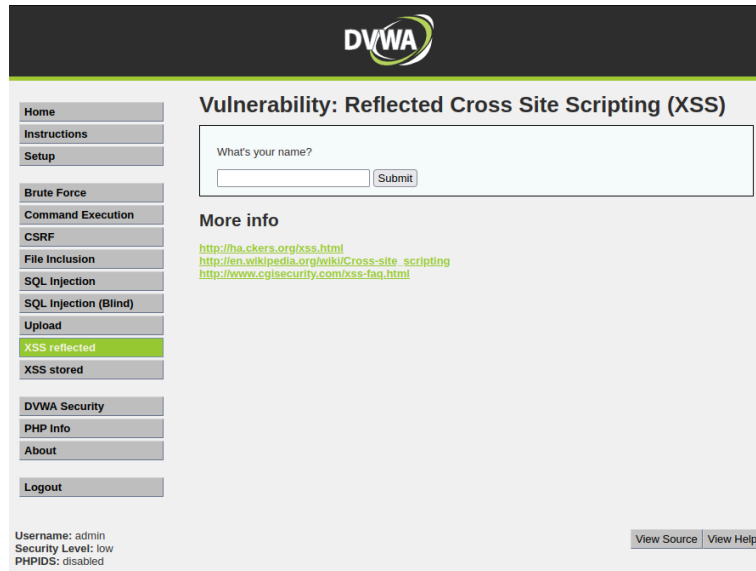 DVWA
Home
Instructions
Setup
Brute Force
Command Execution
CSRF
File Inclusion
SQL Injection
SQL Injection (Blind)
Upload
XSS reflected
XSS stored
DVWA Security
PHP Info
About
Logout
Vulnerability: Reflected Cross Site Scripting (XSS)
What's your name?
Submit
More info
http://ha.ckers.org/xss.html
http://en.wikipedia.org/wiki/Cross-site_scripting
http://www.cgisecurity.com/xss-faq.html
Username: admin
Security Level: low
PHPIDS: disabled
View Source View Help